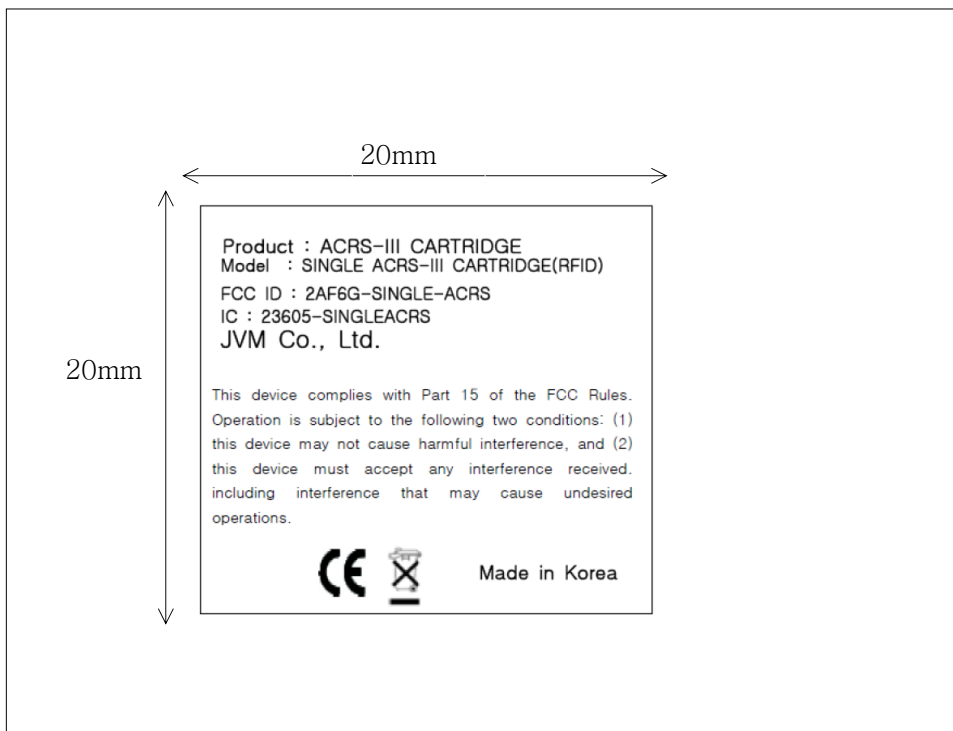 20mm
20mm
Product : ACRS-III CARTRIDGE
Model : SINGLE ACRS-III CARTRIDGE(RFID)
FCC ID : 2AF6G-SINGLE-ACRS
IC : 23605-SINGLEACRS
JVM Co., Ltd.
This device complies with Part 15 of the FCC Rules.
Operation is subject to the following two conditions: (1)
this device may not cause harmful interference, and (2)
this device must accept any interference received.
including interference that may cause undesired
operations.
CE
Made in Korea